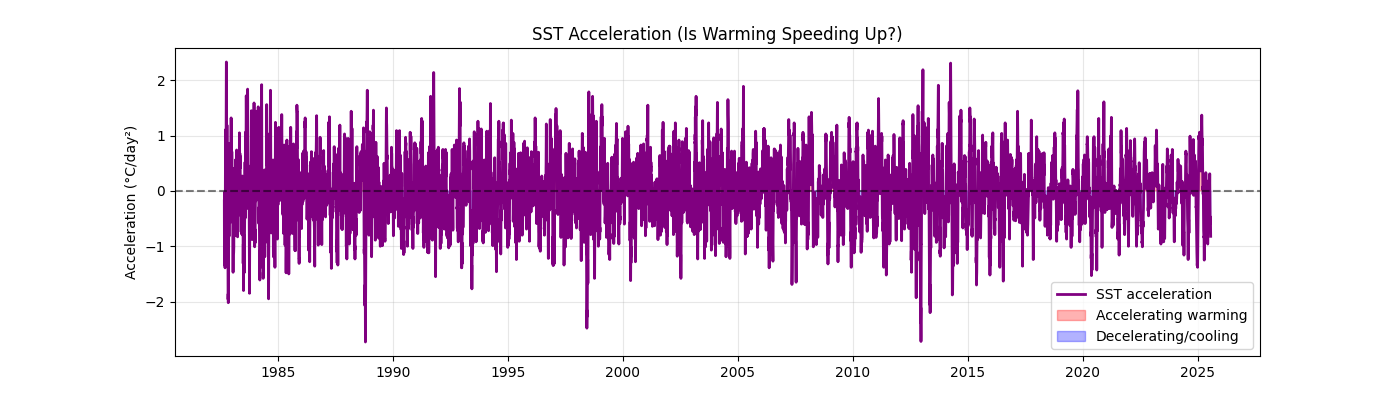 SST Acceleration (Is Warming Speeding Up?)
Acceleration (°C/day²)
2
1
0
−1
−2
SST acceleration
Accelerating warming
Decelerating/cooling
1985 1990 1995 2000 2005 2010 2015 2020 2025